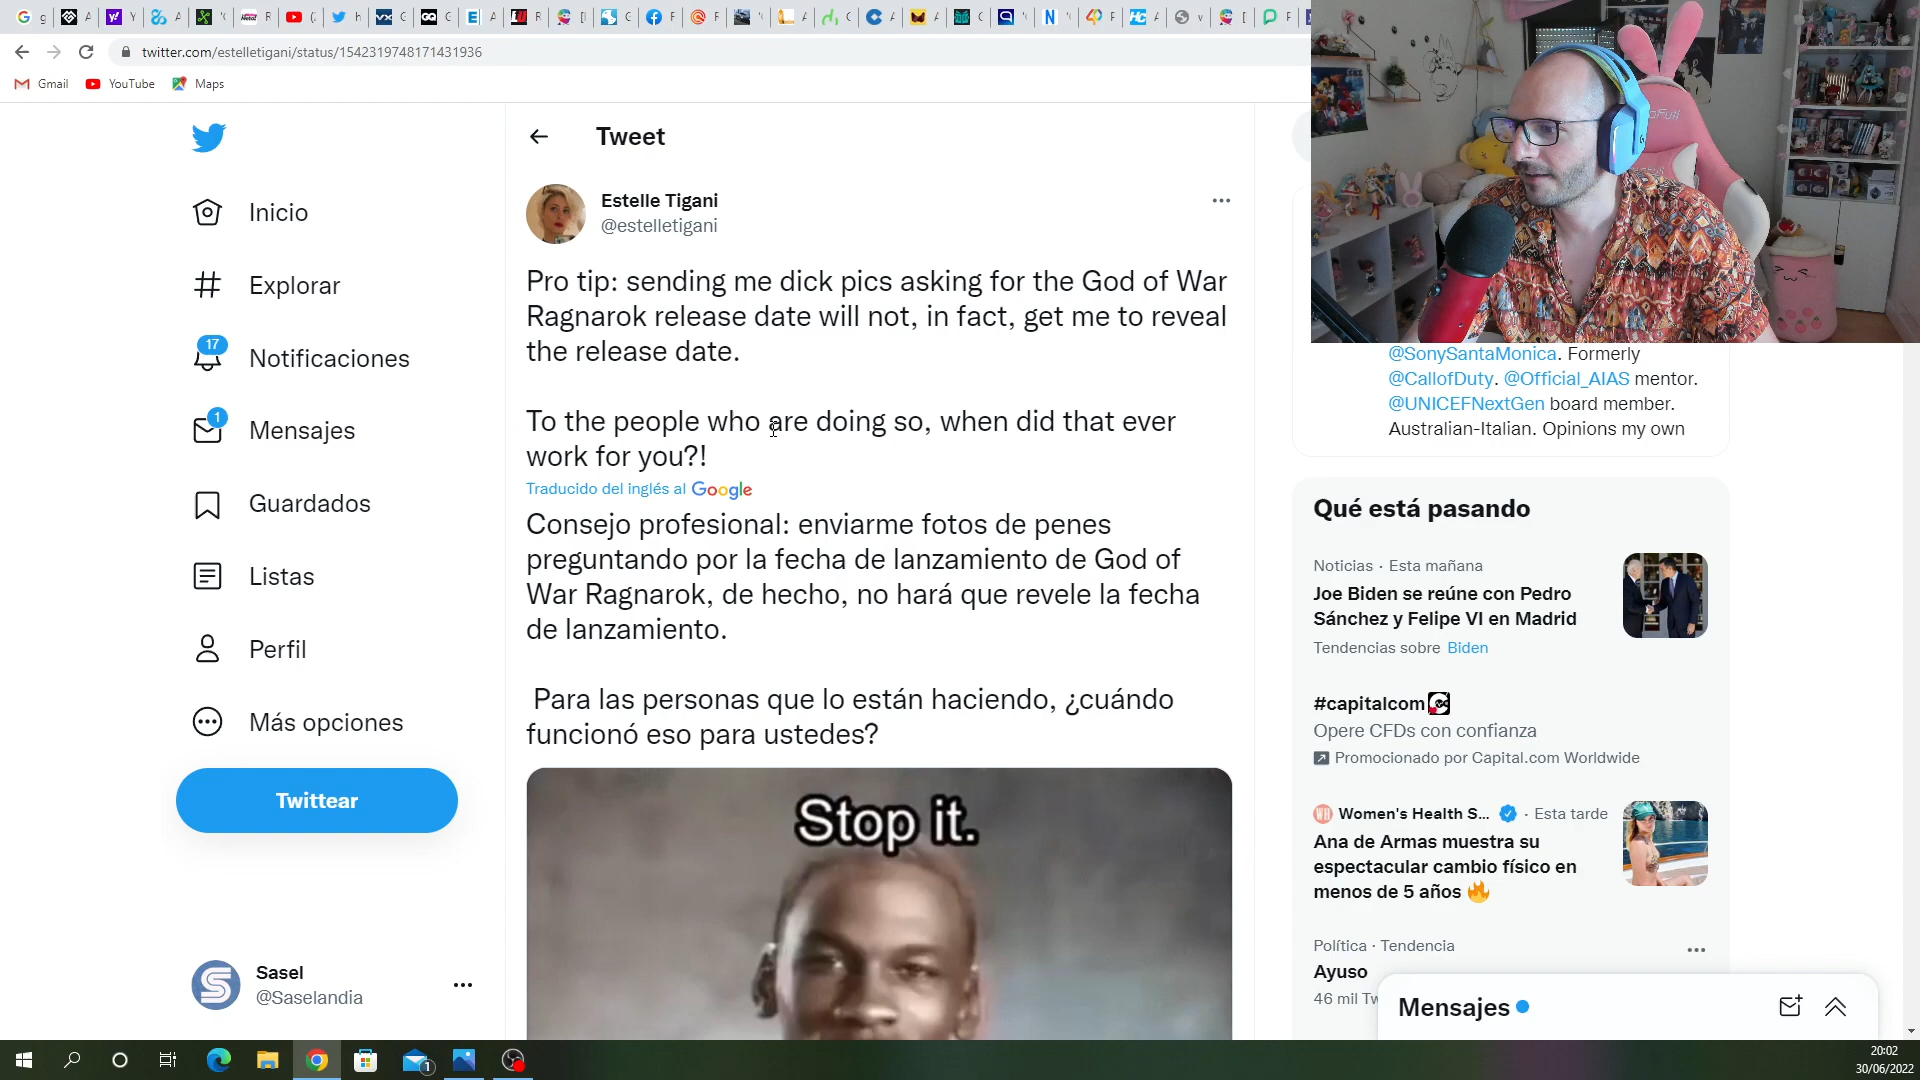 twitter.com/estelletigani/status/1542319748171431936
Gmail
YouTube
Maps
Inicio
Explorar
17
Notificaciones
1
Mensajes
Guardados
Listas
Perfil
Más opciones
Twittear
Sasel
@Saselandia
Tweet
Estelle Tigani
@estelletigani
Pro tip: sending me dick pics asking for the God of War
Ragnarok release date will not, in fact, get me to reveal
the release date.
To the people who are doing so, when did that ever
work for you?!
Traducido del inglés al Google
Consejo profesional: enviarme fotos de penes
preguntando por la fecha de lanzamiento de God of
War Ragnarok, de hecho, no hará que revele la fecha
de lanzamiento.
Para las personas que lo están haciendo, ¿cuándo
funcionó eso para ustedes?
Stop it.
@SonySantaMonica. Formerly
@CallofDuty. @Official_AIAS mentor.
@UNICEFNextGen board member.
Australian-Italian. Opinions my own
Qué está pasando
Noticias · Esta mañana
Joe Biden se reúne con Pedro
Sánchez y Felipe VI en Madrid
Tendencias sobre Biden
#capitalcom
Opere CFDs con confianza
Promocionado por Capital.com Worldwide
Women's Health S... · Esta tarde
Ana de Armas muestra su
espectacular cambio físico en
menos de 5 años 🔥
Política · Tendencia
Ayuso
46 mil Tw
Mensajes
1
20:02
30/06/2022